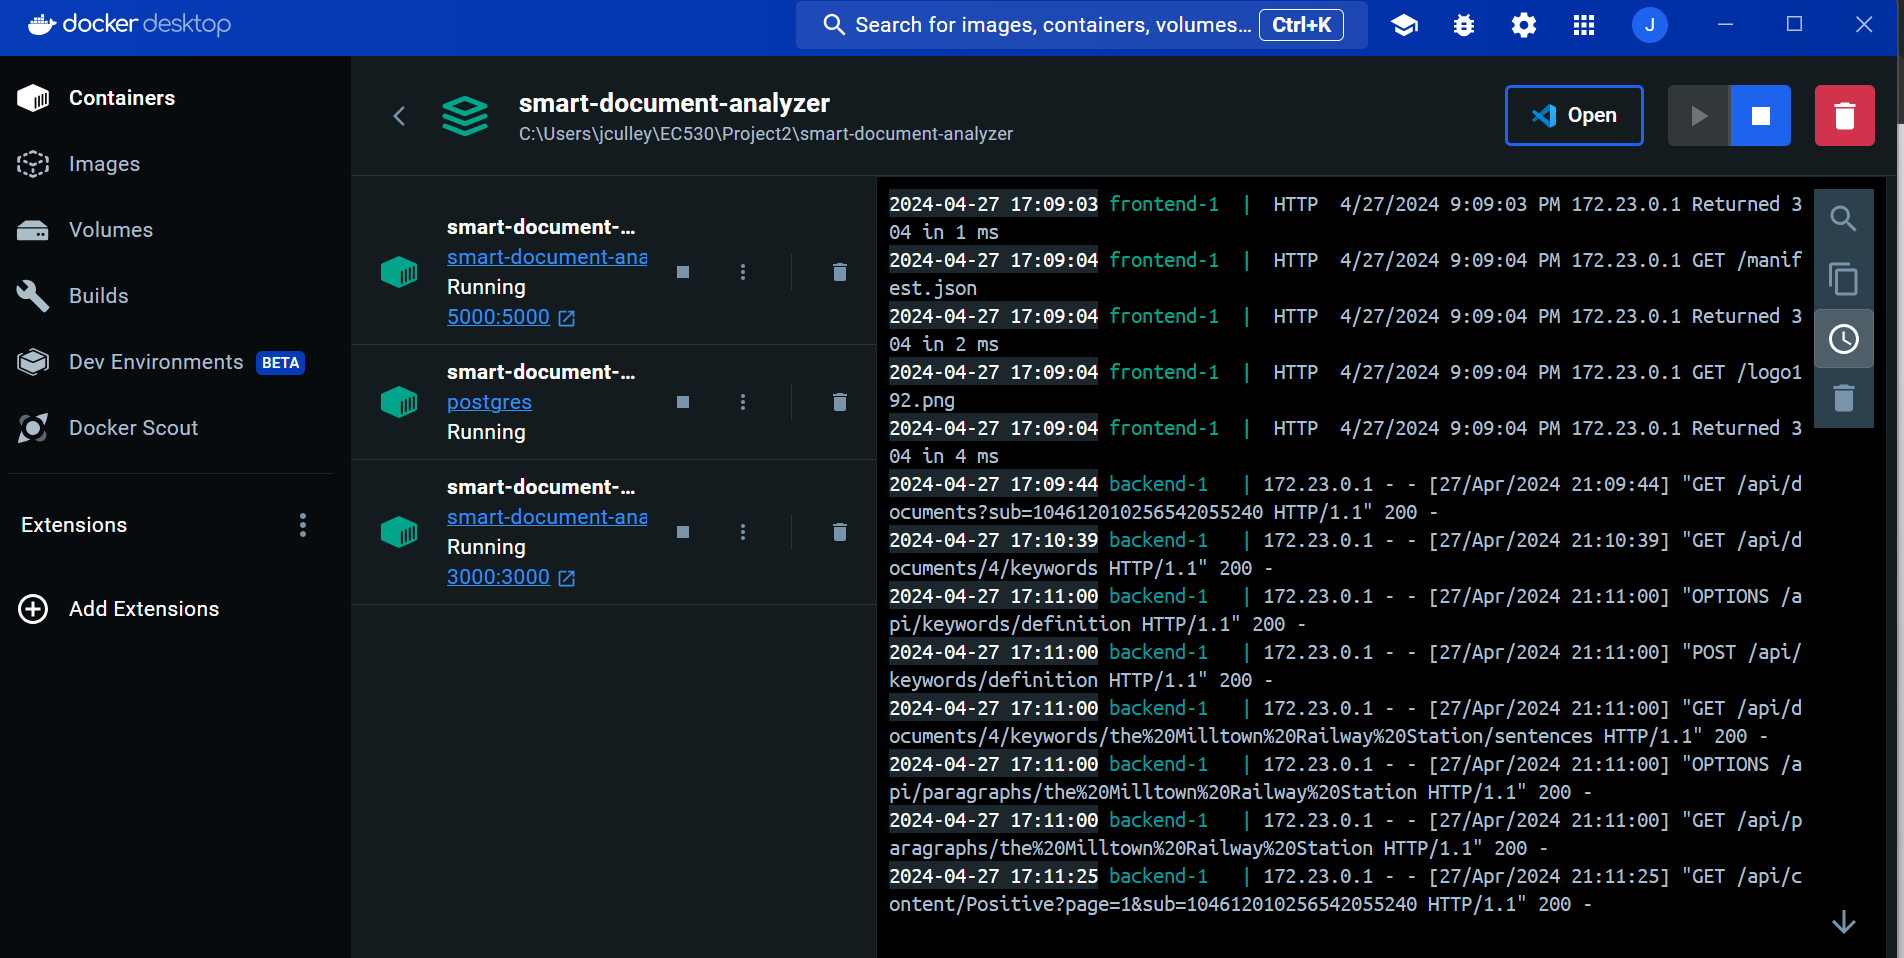 docker desktop
Search for images, containers, volumes... Ctrl+K
J
Containers
Images
Volumes
Builds
Dev Environments BETA
Docker Scout
Extensions
Add Extensions
smart-document-analyzer
C:\Users\jculley\EC530\Project2\smart-document-analyzer
Open
smart-document-...
smart-document-ana
Running
5000:5000
smart-document-...
postgres
Running
smart-document-...
smart-document-ana
Running
3000:3000
2024-04-27 17:09:03 frontend-1 | HTTP 4/27/2024 9:09:03 PM 172.23.0.1 Returned 3
04 in 1 ms
2024-04-27 17:09:04 frontend-1 | HTTP 4/27/2024 9:09:04 PM 172.23.0.1 GET /manif
est.json
2024-04-27 17:09:04 frontend-1 | HTTP 4/27/2024 9:09:04 PM 172.23.0.1 Returned 3
04 in 2 ms
2024-04-27 17:09:04 frontend-1 | HTTP 4/27/2024 9:09:04 PM 172.23.0.1 GET /logo1
92.png
2024-04-27 17:09:04 frontend-1 | HTTP 4/27/2024 9:09:04 PM 172.23.0.1 Returned 3
04 in 4 ms
2024-04-27 17:09:44 backend-1 | 172.23.0.1 - - [27/Apr/2024 21:09:44] "GET /api/d
ocuments?sub=104612010256542055240 HTTP/1.1" 200 -
2024-04-27 17:10:39 backend-1 | 172.23.0.1 - - [27/Apr/2024 21:10:39] "GET /api/d
ocuments/4/keywords HTTP/1.1" 200 -
2024-04-27 17:11:00 backend-1 | 172.23.0.1 - - [27/Apr/2024 21:11:00] "OPTIONS /a
pi/keywords/definition HTTP/1.1" 200 -
2024-04-27 17:11:00 backend-1 | 172.23.0.1 - - [27/Apr/2024 21:11:00] "POST /api/
keywords/definition HTTP/1.1" 200 -
2024-04-27 17:11:00 backend-1 | 172.23.0.1 - - [27/Apr/2024 21:11:00] "GET /api/d
ocuments/4/keywords/the%20Milltown%20Railway%20Station/sentences HTTP/1.1" 200 -
2024-04-27 17:11:00 backend-1 | 172.23.0.1 - - [27/Apr/2024 21:11:00] "OPTIONS /a
pi/paragraphs/the%20Milltown%20Railway%20Station HTTP/1.1" 200 -
2024-04-27 17:11:00 backend-1 | 172.23.0.1 - - [27/Apr/2024 21:11:00] "GET /api/p
aragraphs/the%20Milltown%20Railway%20Station HTTP/1.1" 200 -
2024-04-27 17:11:25 backend-1 | 172.23.0.1 - - [27/Apr/2024 21:11:25] "GET /api/c
ontent/Positive?page=1&sub=104612010256542055240 HTTP/1.1" 200 -